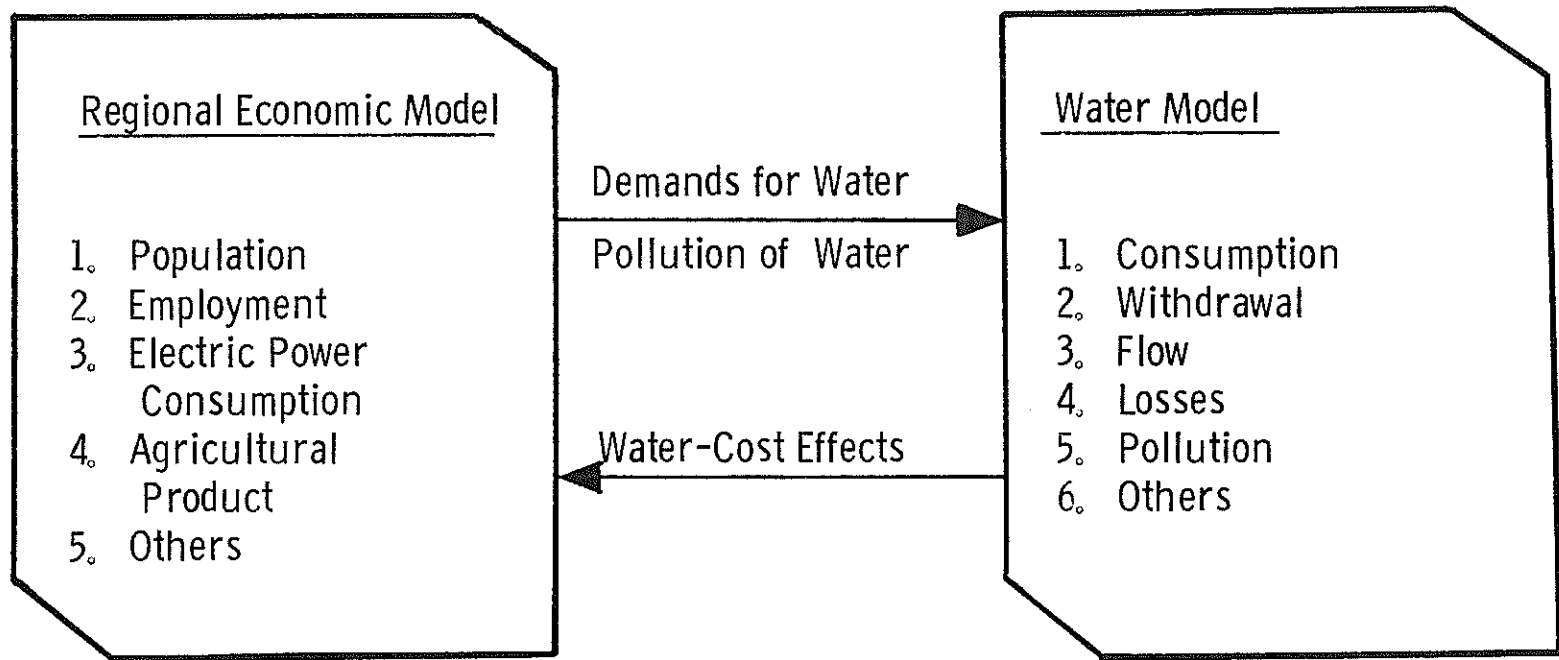 Regional Economic Model
1. Population
2. Employment
3. Electric Power
Consumption
4. Agricultural
Product
5. Others
Demands for Water
Pollution of Water
Water-Cost Effects
Water Model
1. Consumption
2. Withdrawal
3. Flow
4. Losses
5. Pollution
6. Others